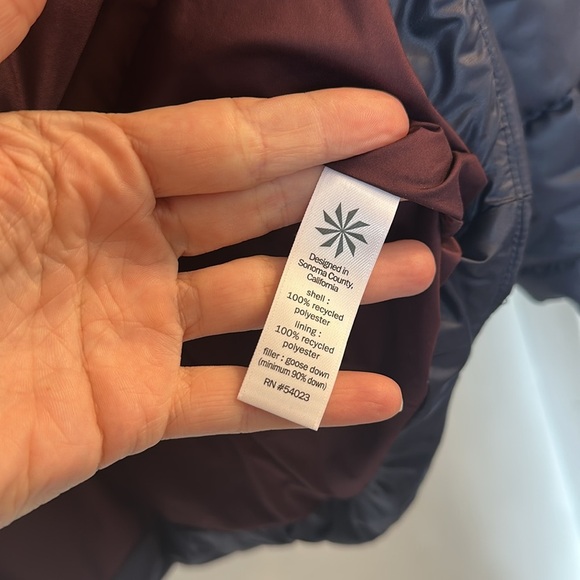 Designed in
Sonoma County,
California
shell :
100% recycled
polyester
lining :
100% recycled
polyester
filler : goose down
(minimum 90% down)
RN #54023